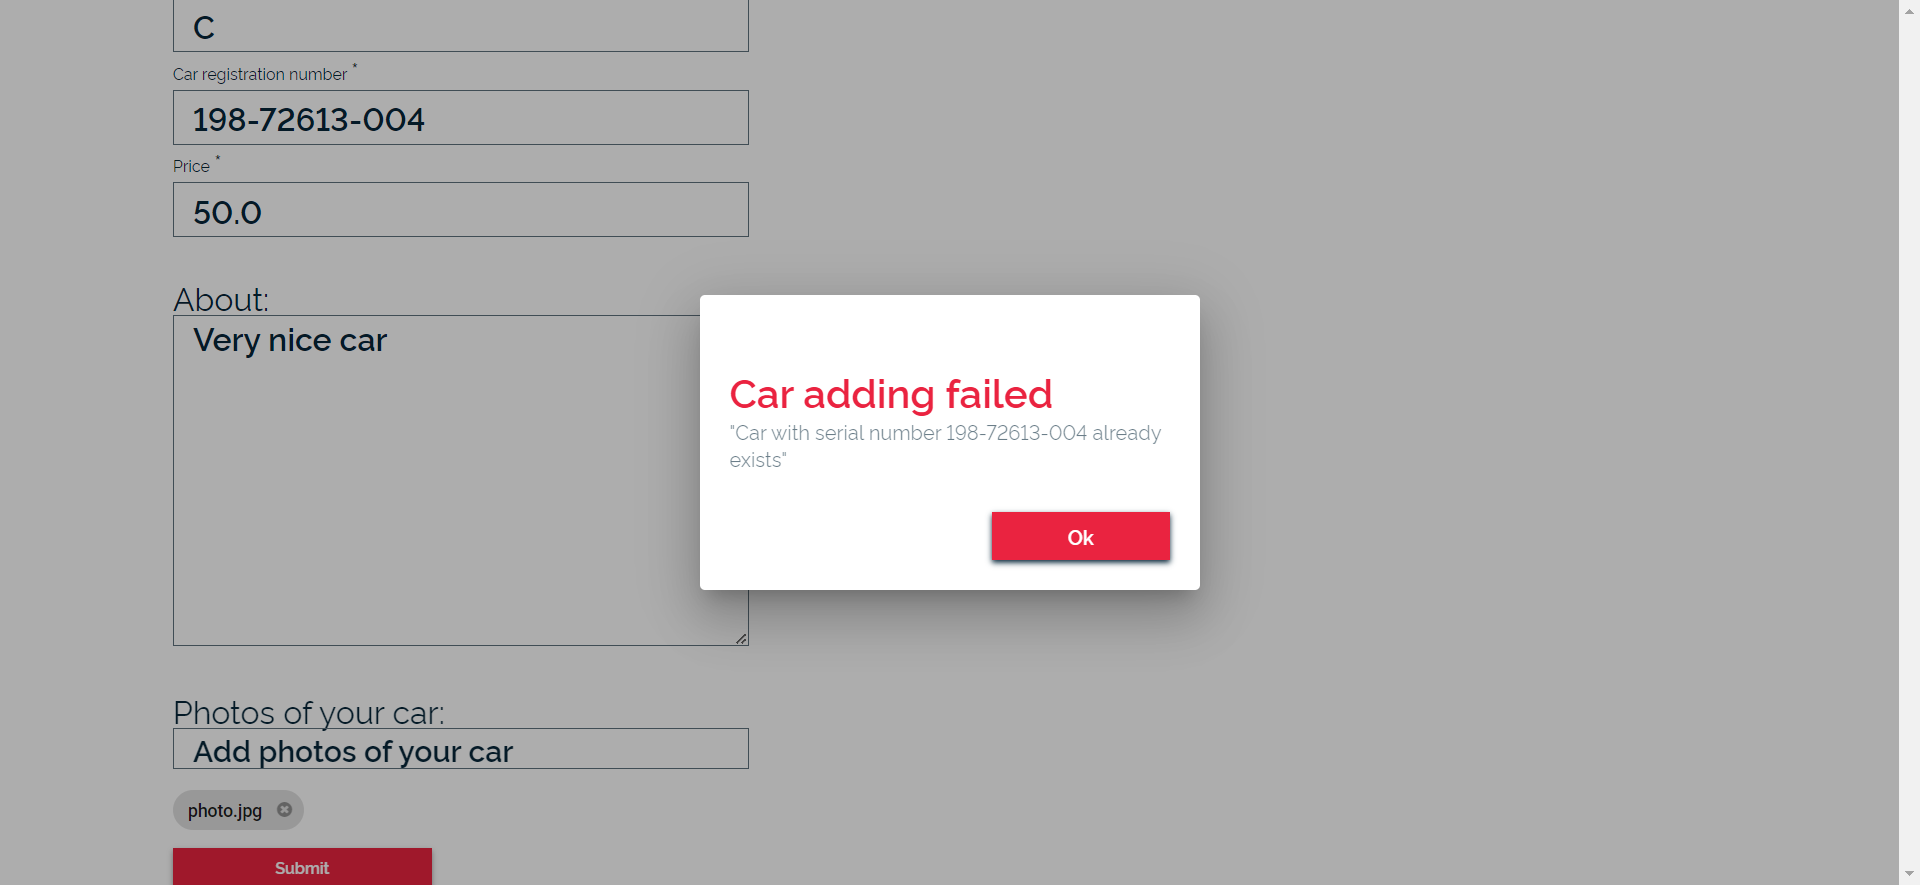 C
Car registration number *
198-72613-004
Price *
50.0
About:
Very nice car
Car adding failed
"Car with serial number 198-72613-004 already
exists"
Ok
Photos of your car:
Add photos of your car
photo.jpg
Submit